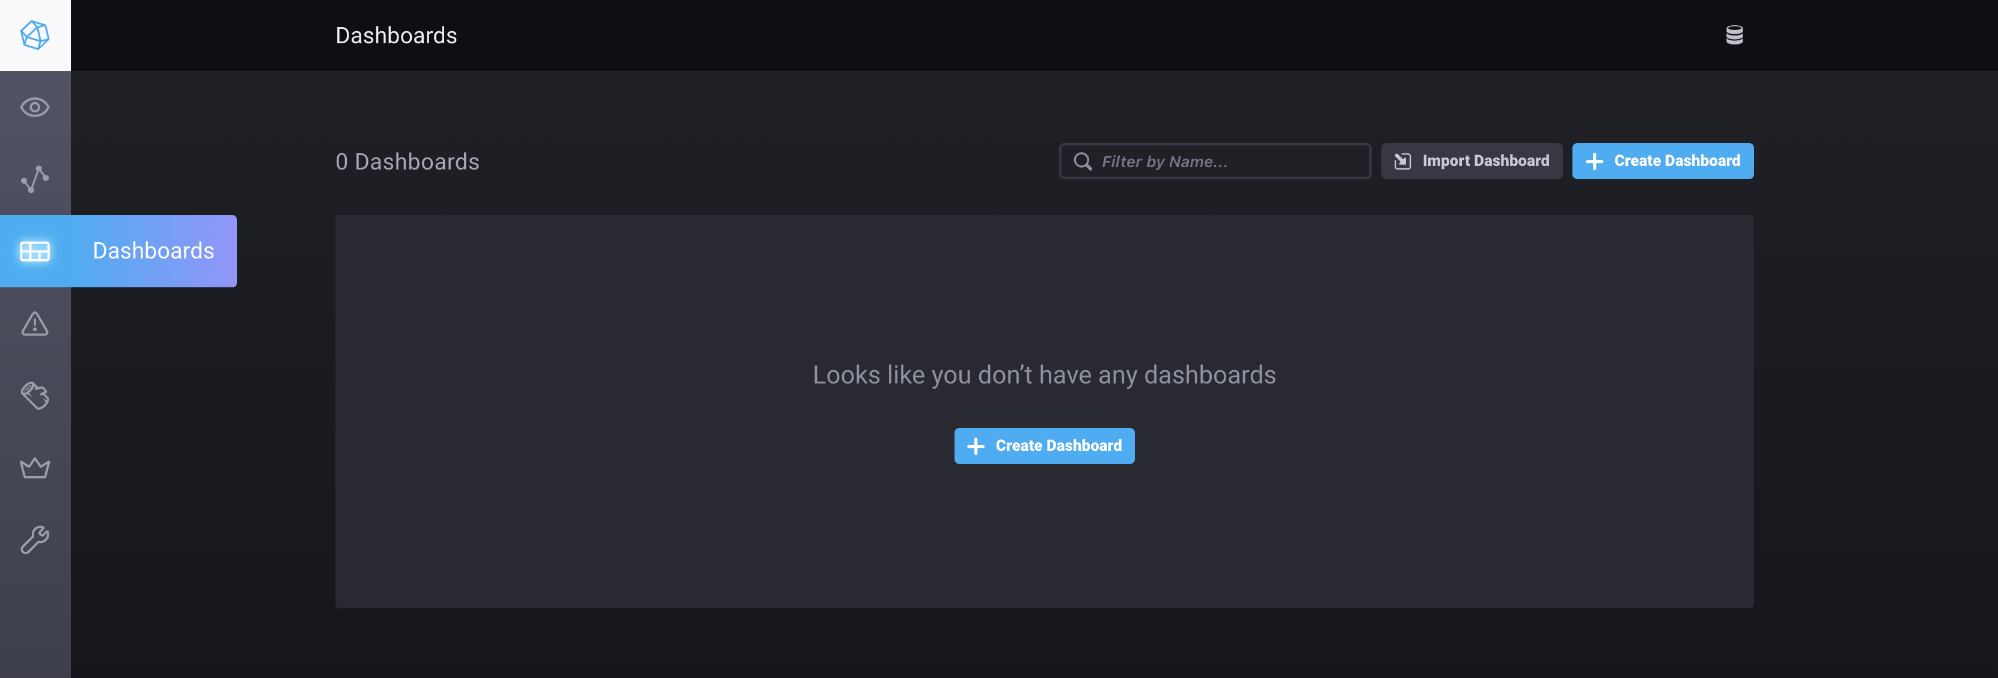 Dashboards
0 Dashboards
Filter by Name...
Import Dashboard
Create Dashboard
Dashboards
Looks like you don’t have any dashboards
Create Dashboard